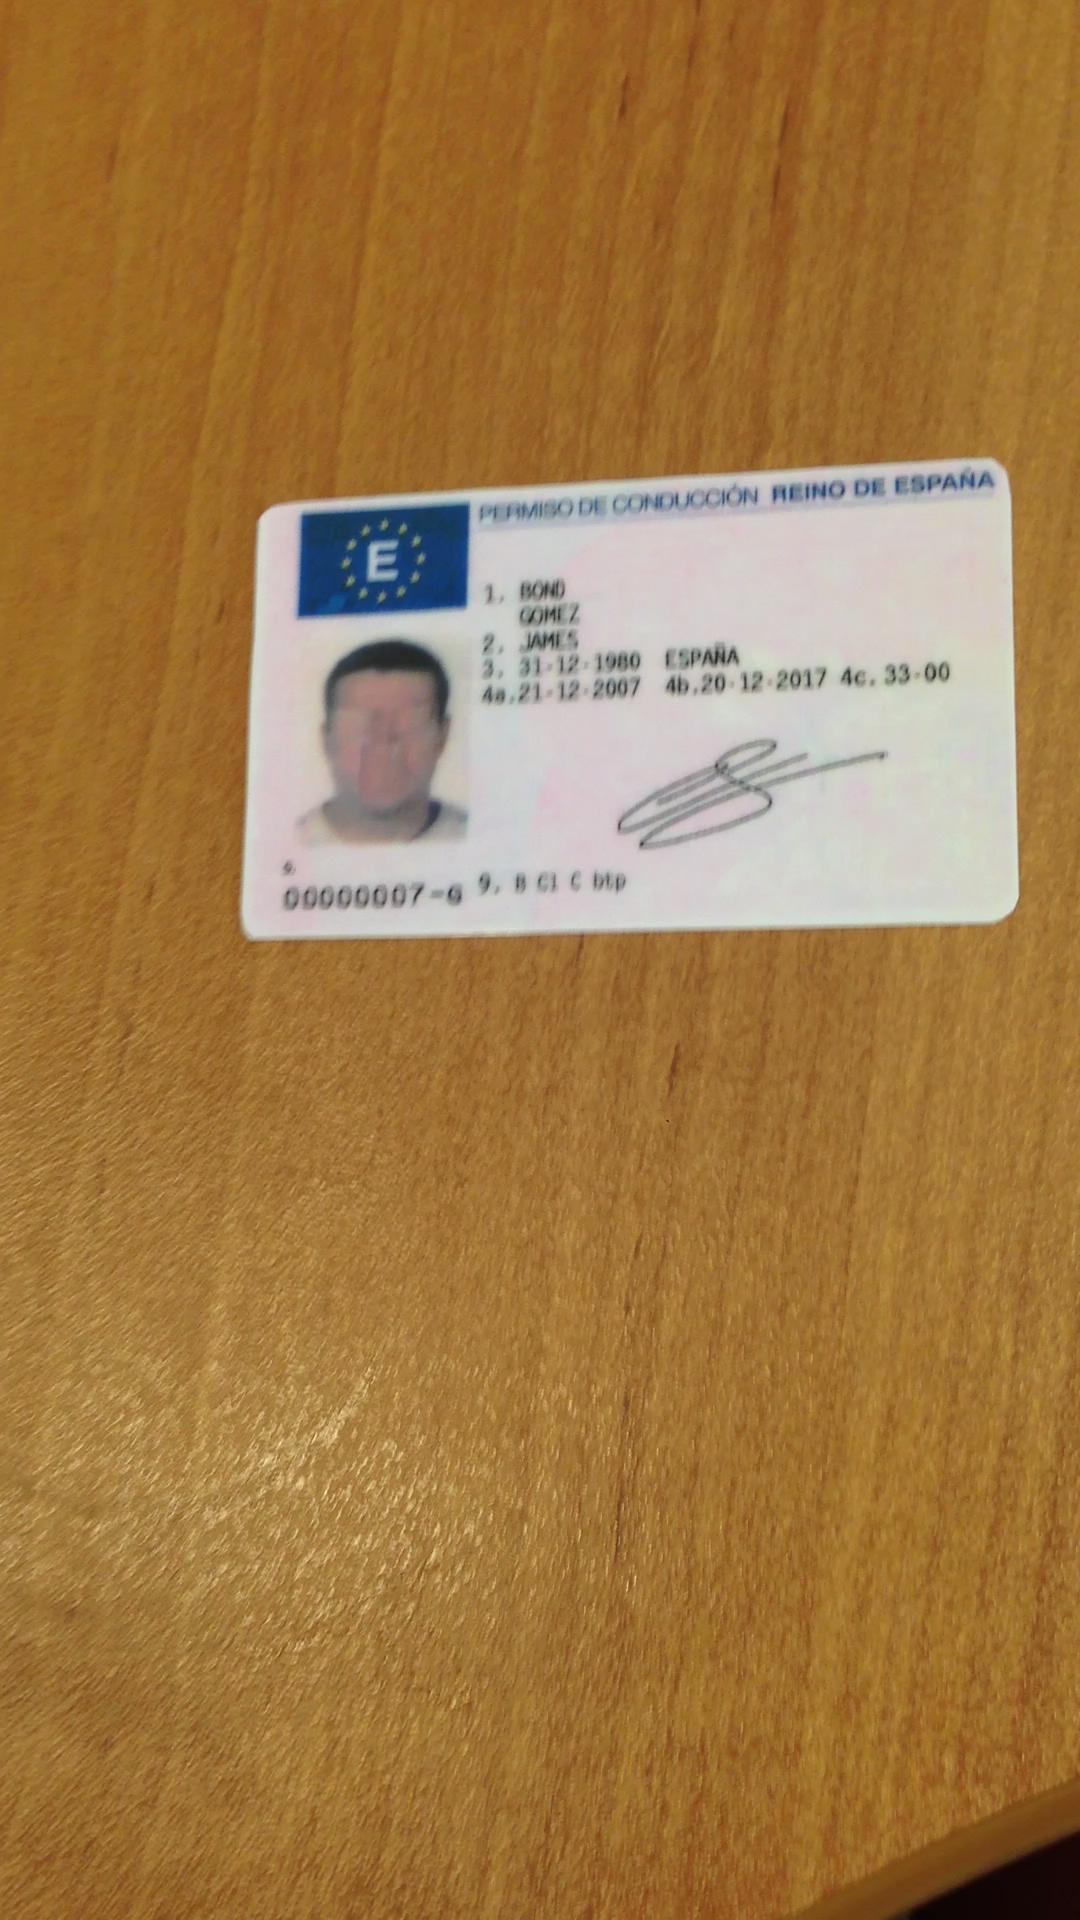 E
PERMISO DE CONDUCCIÓN REINO DE ESPAÑA
1. BOND
GOMEZ
2. JAMES
3. 31-12-1980 ESPAÑA
4a.21-12-2007 4b.20-12-2017 4c. 33-00
5.
00000007-G
9. B C1 C btp